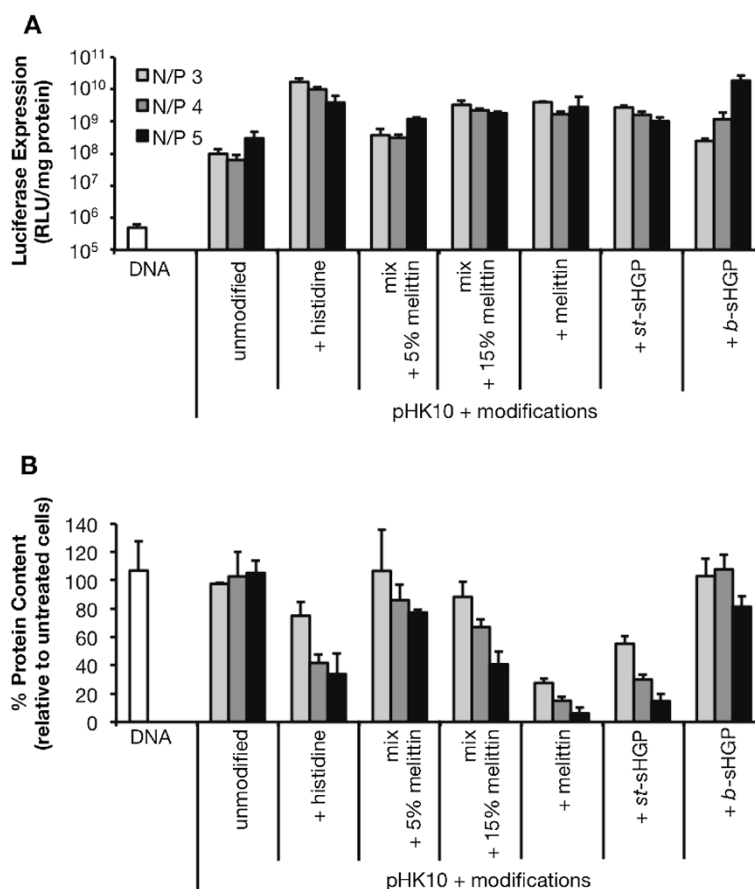 A
Luciferase Expression
(RLU/mg protein)
10¹¹
10¹⁰
10⁹
10⁸
10⁷
10⁶
10⁵
N/P 3
N/P 4
N/P 5
DNA
unmodified
+ histidine
mix
+ 5% melittin
mix
+ 15% melittin
+ melittin
+ st-sHGP
+ b-sHGP
pHK10 + modifications
B
% Protein Content
(relative to untreated cells)
140
120
100
80
60
40
20
0
DNA
unmodified
+ histidine
mix
+ 5% melittin
mix
+ 15% melittin
+ melittin
+ st-sHGP
+ b-sHGP
pHK10 + modifications